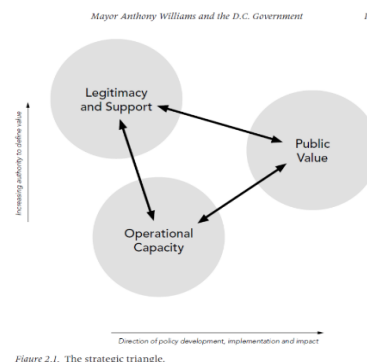 Mayor Anthony Williams and the D.C. Government
Legitimacy
and Support
Public
Value
Operational
Capacity
Increasing authority to define value
Direction of policy development, implementation and impact
Figure 2.1. The strategic triangle.